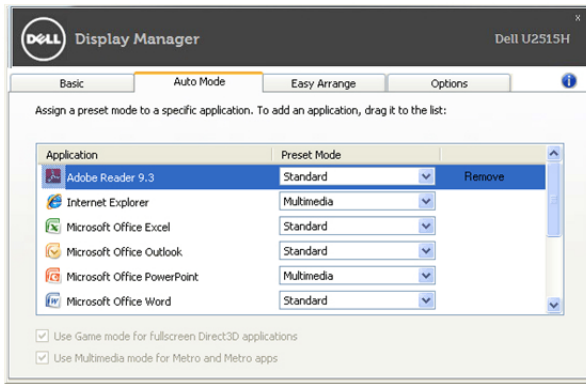 DELL Display Manager Dell U2515H
Basic Auto Mode Easy Arrange Options
Assign a preset mode to a specific application. To add an application, drag it to the list:
Application Preset Mode
Adobe Reader 9.3 Standard Remove
Internet Explorer Multimedia
Microsoft Office Excel Standard
Microsoft Office Outlook Standard
Microsoft Office PowerPoint Multimedia
Microsoft Office Word Standard
Use Game mode for fullscreen Direct3D applications
Use Multimedia mode for Metro and Metro apps